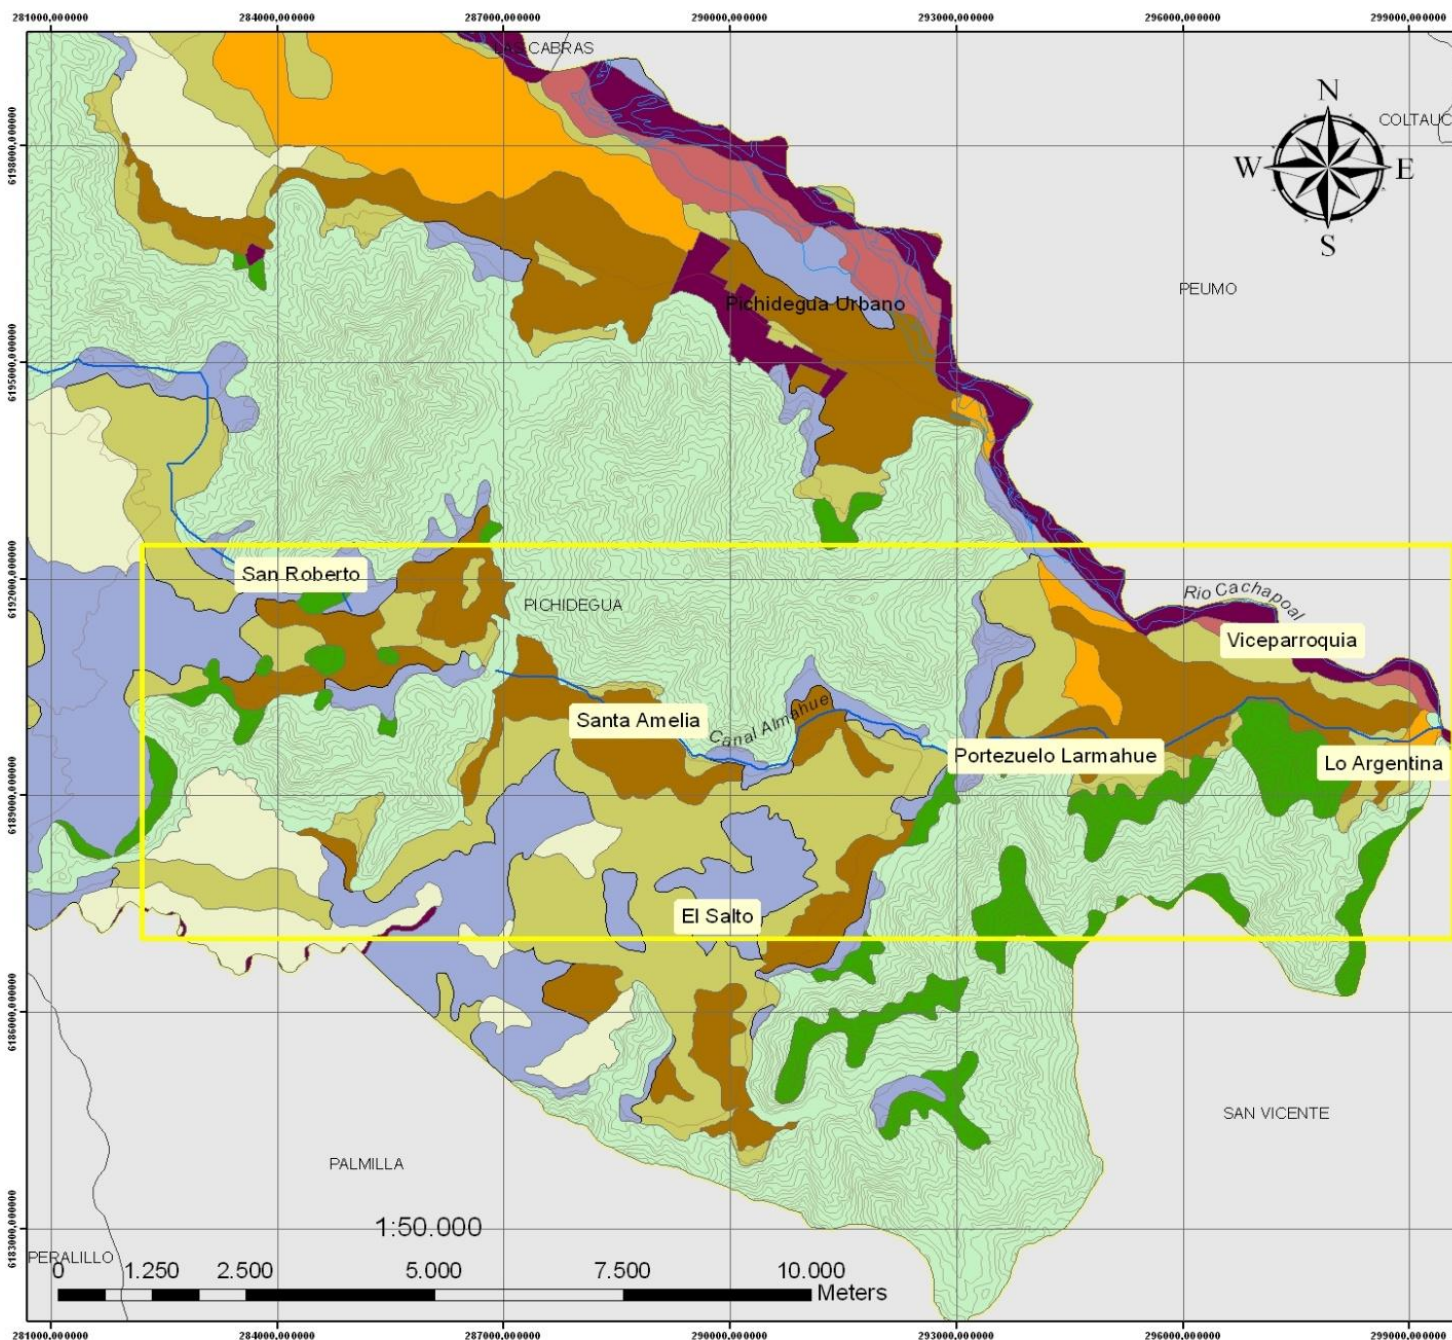 281000,000000 284000,000000 287000,000000 290000,000000 293000,000000 296000,000000 299000,000000
LAS CABRAS
N
COLTAUC
W E
S
6198000,000000
PEUMO
Pichidegua Urbano
6195000,000000
6192000,000000
San Roberto
PICHIDEGUA
Rio Cachapoal
Viceparroquia
Santa Amelia
Canal Almahue
Portezuelo Larmahue
Lo Argentina
6189000,000000
El Salto
6186000,000000
SAN VICENTE
PALMILLA
6183000,000000
1:50.000
PERALILLO
0 1.250 2.500 5.000 7.500 10.000
Meters
281000,000000 284000,000000 287000,000000 290000,000000 293000,000000 296000,000000 299000,000000